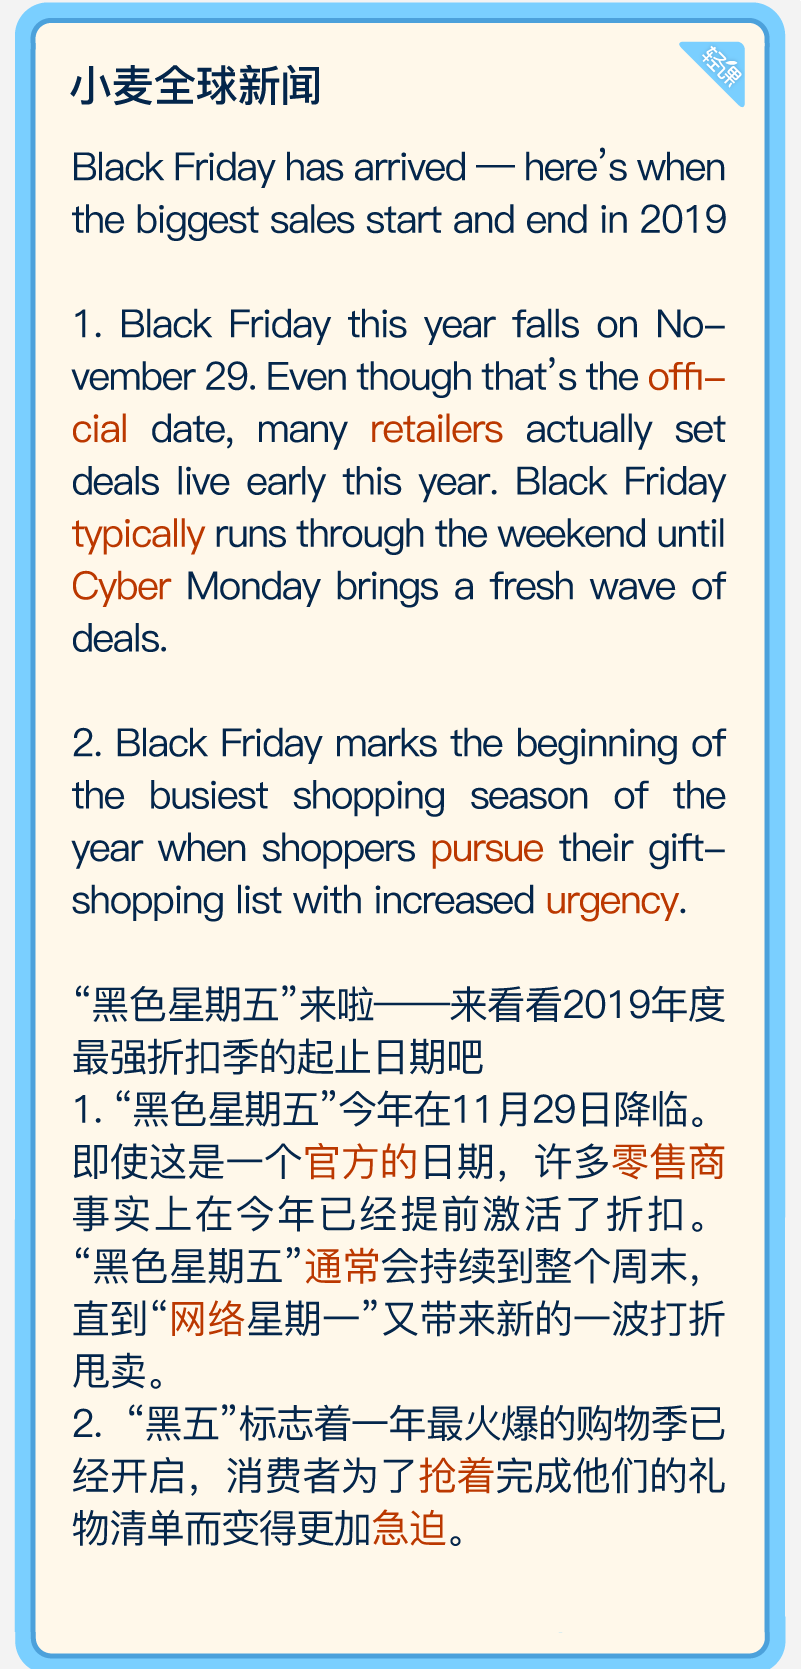 小麦全球新闻
轻课
Black Friday has arrived — here’s when
the biggest sales start and end in 2019
1. Black Friday this year falls on No–
vember 29. Even though that’s the offi–
cial date, many retailers actually set
deals live early this year. Black Friday
typically runs through the weekend until
Cyber Monday brings a fresh wave of
deals.
2. Black Friday marks the beginning of
the busiest shopping season of the
year when shoppers pursue their gift–
shopping list with increased urgency.
“黑色星期五”来啦——来看看2019年度
最强折扣季的起止日期吧
1. “黑色星期五”今年在11月29日降临。
即使这是一个官方的日期，许多零售商
事实上在今年已经提前激活了折扣。
“黑色星期五”通常会持续到整个周末，
直到“网络星期一”又带来新的一波打折
甩卖。
2. “黑五”标志着一年最火爆的购物季已
经开启，消费者为了抢着完成他们的礼
物清单而变得更加急迫。